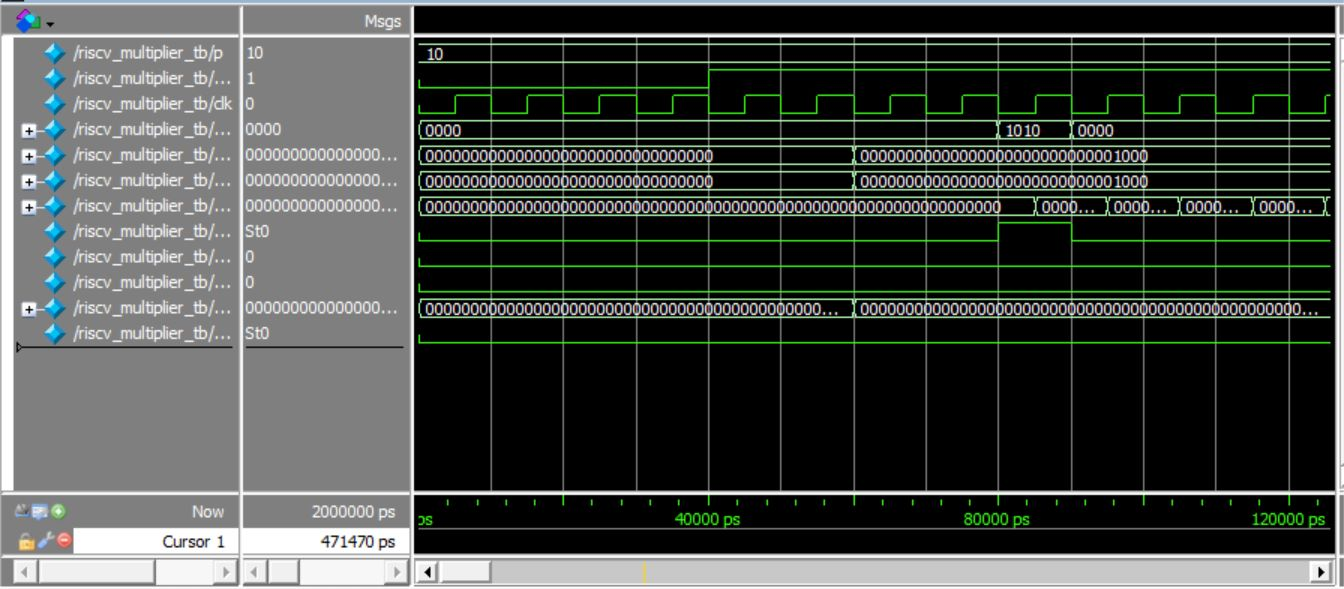 Msgs
/riscv_multiplier_tb/p 10 10
/riscv_multiplier_tb/... 1
/riscv_multiplier_tb/clk 0
/riscv_multiplier_tb/... 0000 0000 1010 0000
/riscv_multiplier_tb/... 000000000000000... 00000000000000000000000000000000 00000000000000000000000000001000
/riscv_multiplier_tb/... 000000000000000... 00000000000000000000000000000000 00000000000000000000000000001000
/riscv_multiplier_tb/... 000000000000000... 0000000000000000000000000000000000000000000000000000000000000000 0000... 0000... 0000... 0000...
/riscv_multiplier_tb/... St0
/riscv_multiplier_tb/... 0
/riscv_multiplier_tb/... 0
/riscv_multiplier_tb/... 000000000000000... 00000000000000000000000000000000000000000000... 0000000000000000000000000000000000000000000000000...
/riscv_multiplier_tb/... St0
Now 2000000 ps ps 40000 ps 80000 ps 120000 ps
Cursor 1 471470 ps